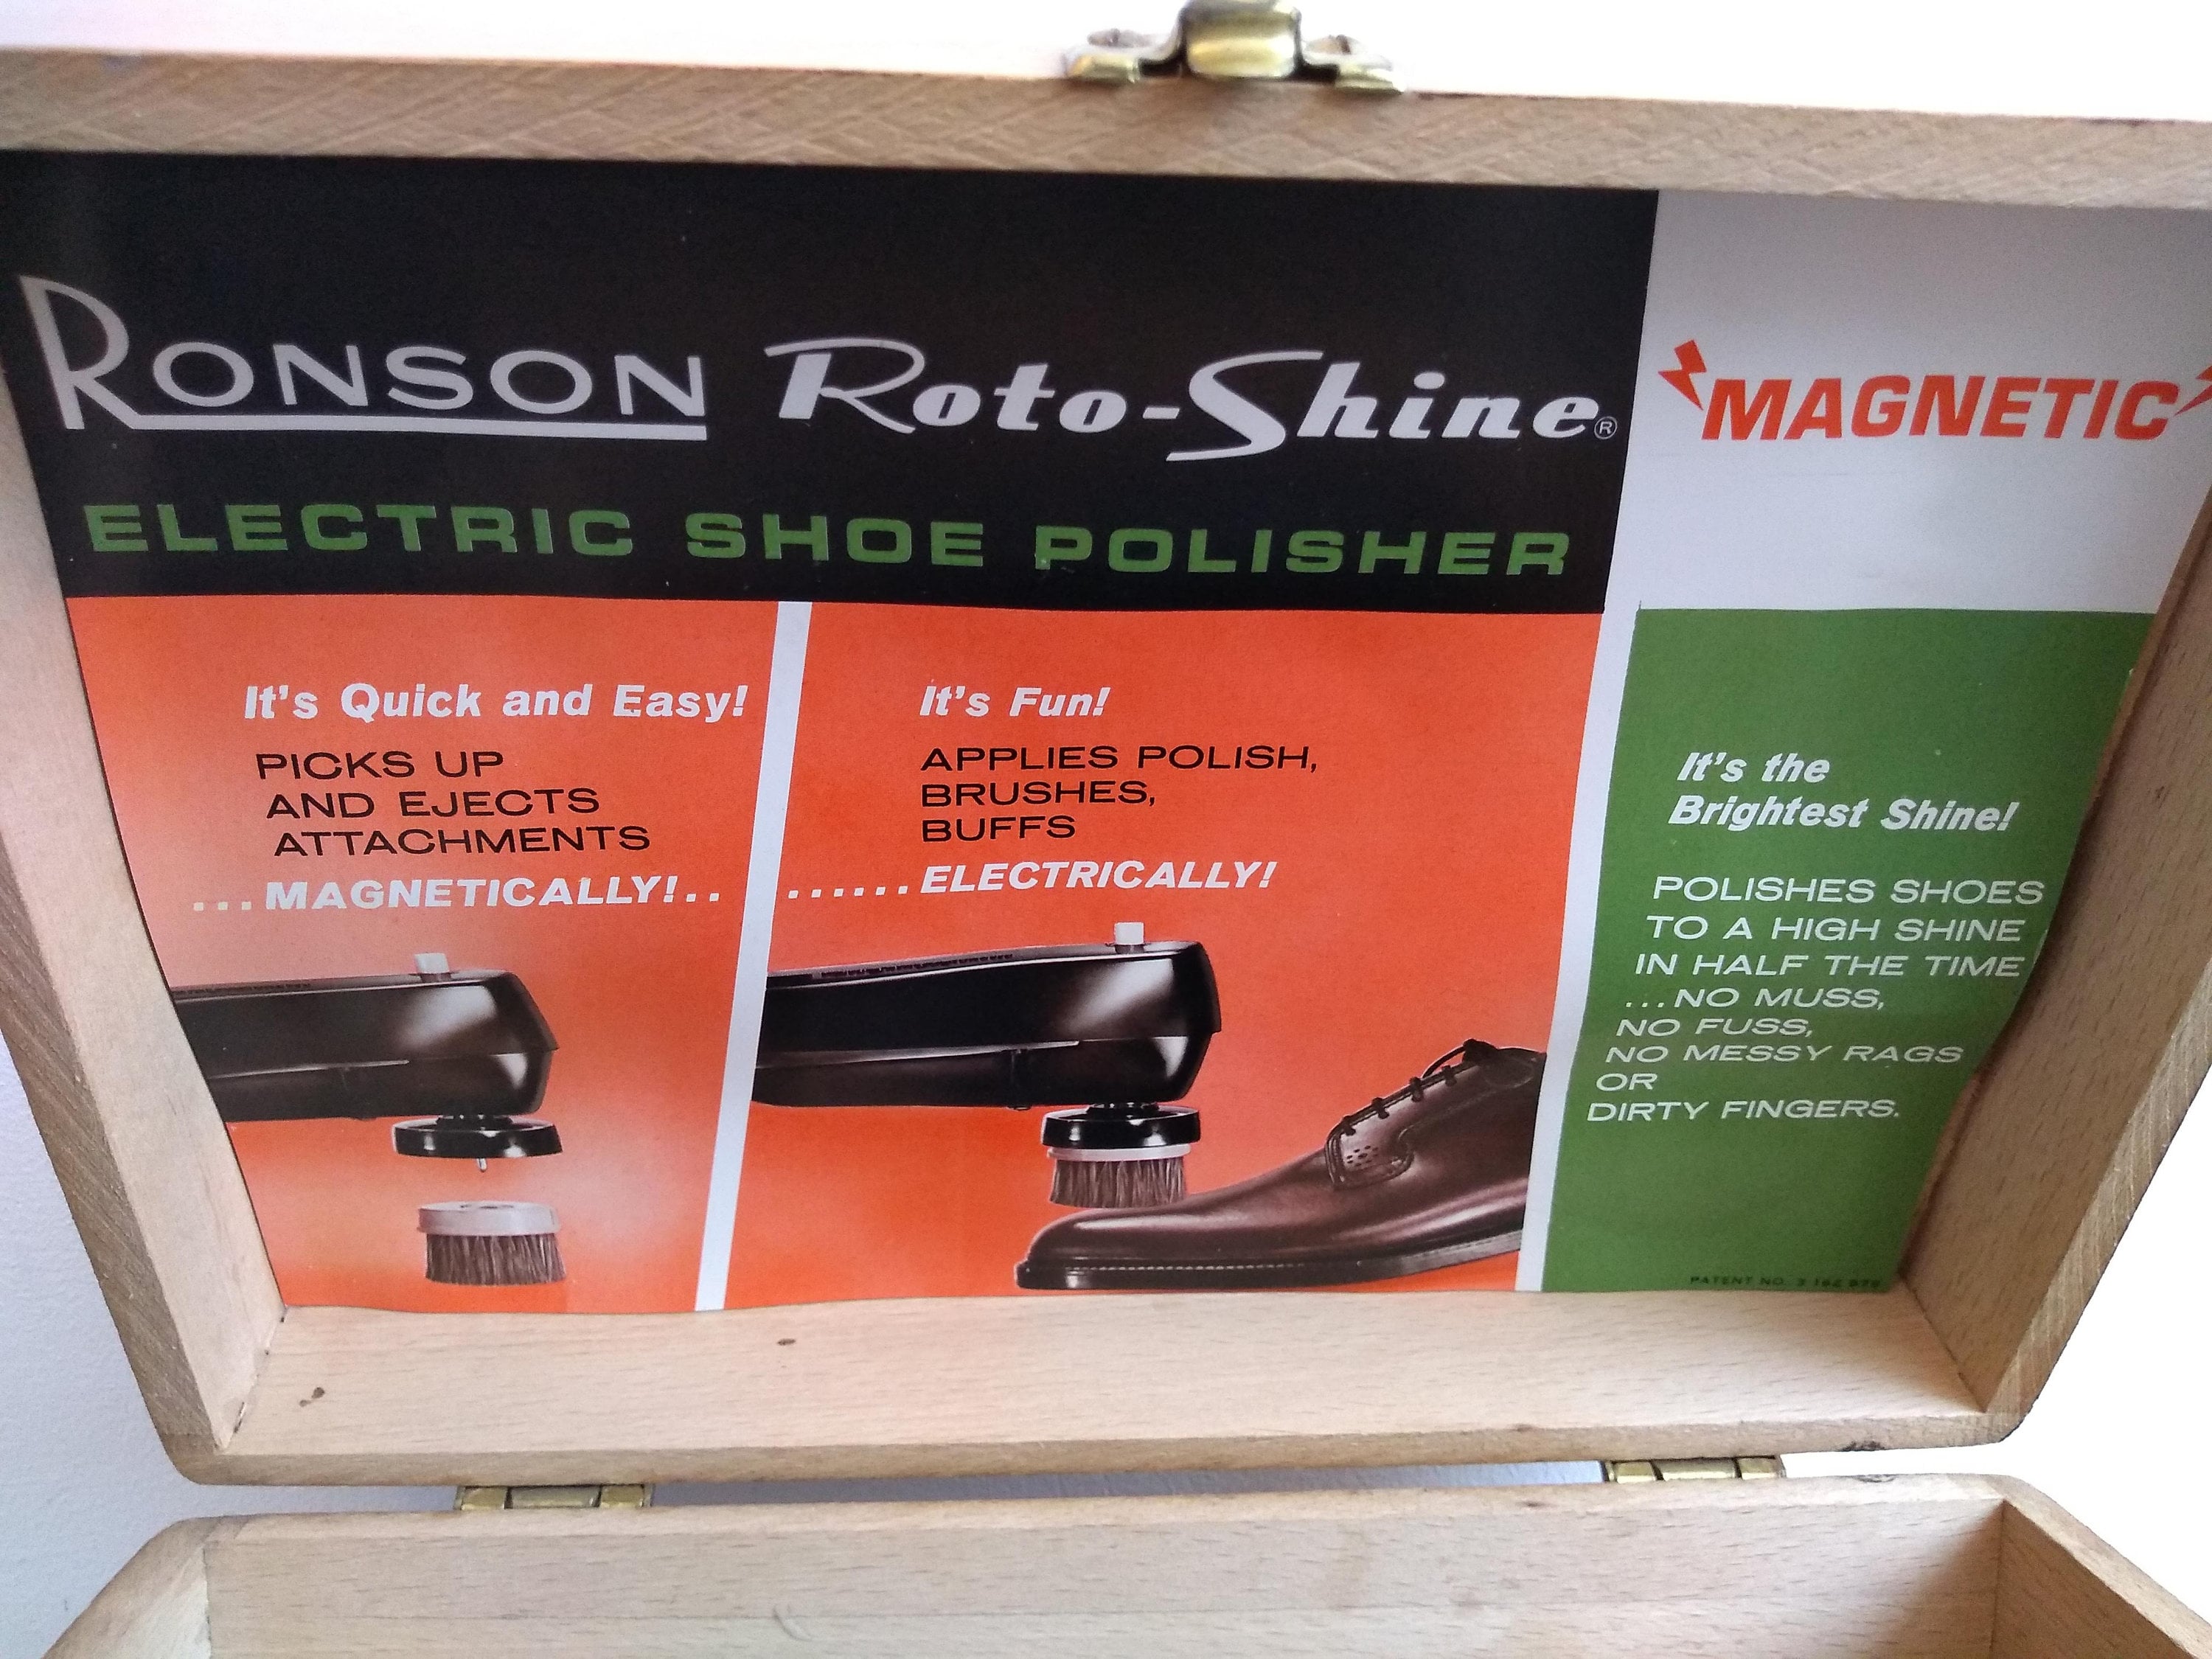 RONSON Roto-Shine®
ELECTRIC SHOE POLISHER
MAGNETIC
It's Quick and Easy!
PICKS UP
AND EJECTS
ATTACHMENTS
...MAGNETICALLY!..
It's Fun!
APPLIES POLISH,
BRUSHES,
BUFFS
......ELECTRICALLY!
It's the
Brightest Shine!
POLISHES SHOES
TO A HIGH SHINE
IN HALF THE TIME
...NO MUSS,
NO FUSS,
NO MESSY RAGS
OR
DIRTY FINGERS.
PATENT NO.